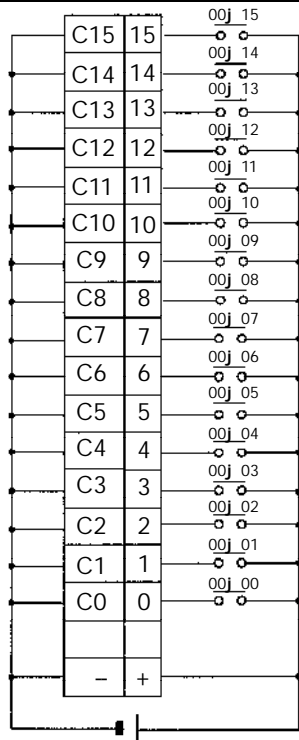 00j 15
C15 15
00j 14
C14 14
00j 13
C13 13
00j 12
C12 12
00j 11
C11 11
00j 10
C10 10
00j 09
C9 9
00j 08
C8 8
00j 07
C7 7
00j 06
C6 6
00j 05
C5 5
00j 04
C4 4
00j 03
C3 3
00j 02
C2 2
00j 01
C1 1
00j 00
C0 0
– +